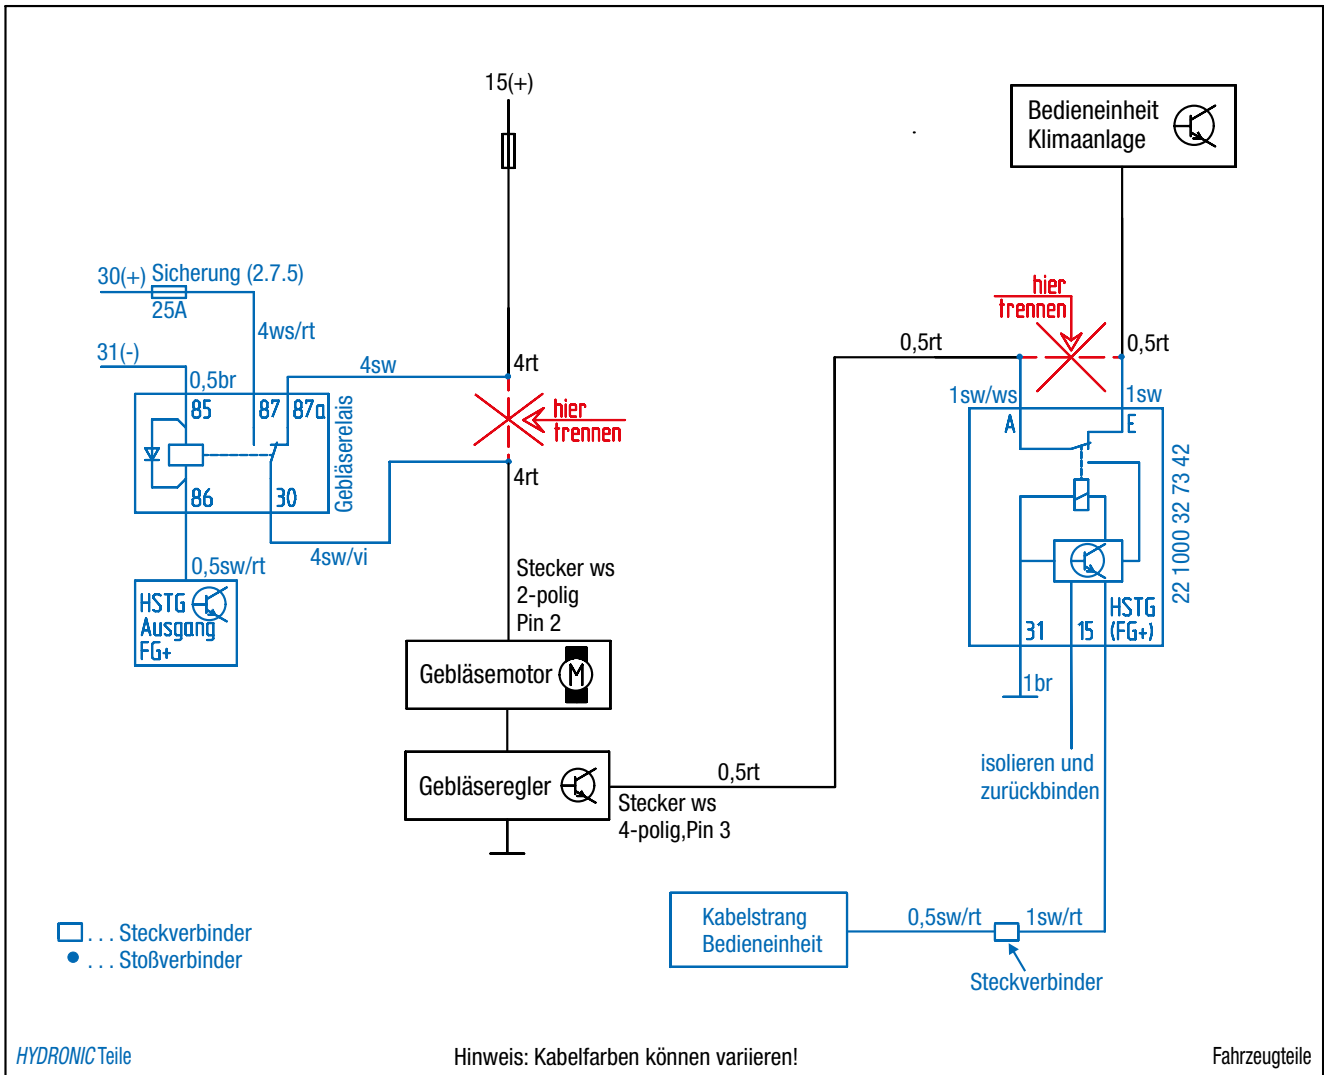 15(+)
Bedieneinheit
Klimaanlage
30(+) Sicherung (2.7.5)
25A
4ws/rt
31(-)
0,5br
4sw
4rt
85
87
87a
86
30
Gebläserelais
hier
trennen
4rt
4sw/vi
0,5sw/rt
HSTG
Ausgang
FG+
Stecker ws
2-polig
Pin 2
Gebläsemotor
M
Gebläseregler
0,5rt
Stecker ws
4-polig,Pin 3
hier
trennen
0,5rt
0,5rt
1sw/ws
1sw
A
E
22 1000 32 73 42
31
15
HSTG
(FG+)
1br
isolieren und
zurückbinden
Kabelstrang
Bedieneinheit
0,5sw/rt
1sw/rt
Steckverbinder
. . . Steckverbinder
. . . Stoßverbinder
HYDRONIC Teile
Hinweis: Kabelfarben können variieren!
Fahrzeugteile